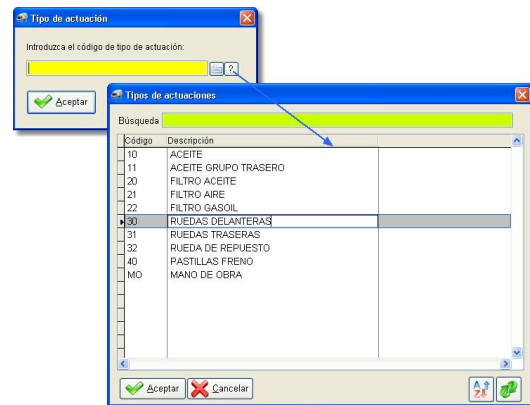 Tipo de actuación
Introduzca el código de tipo de actuación:
?
Aceptar
Tipos de actuaciones
Búsqueda
Código Descripción
10 ACEITE
11 ACEITE GRUPO TRASERO
20 FILTRO ACEITE
21 FILTRO AIRE
22 FILTRO GASOIL
30 RUEDAS DELANTERAS
31 RUEDAS TRASERAS
32 RUEDA DE REPUESTO
40 PASTILLAS FRENO
MO MANO DE OBRA
Aceptar Cancelar